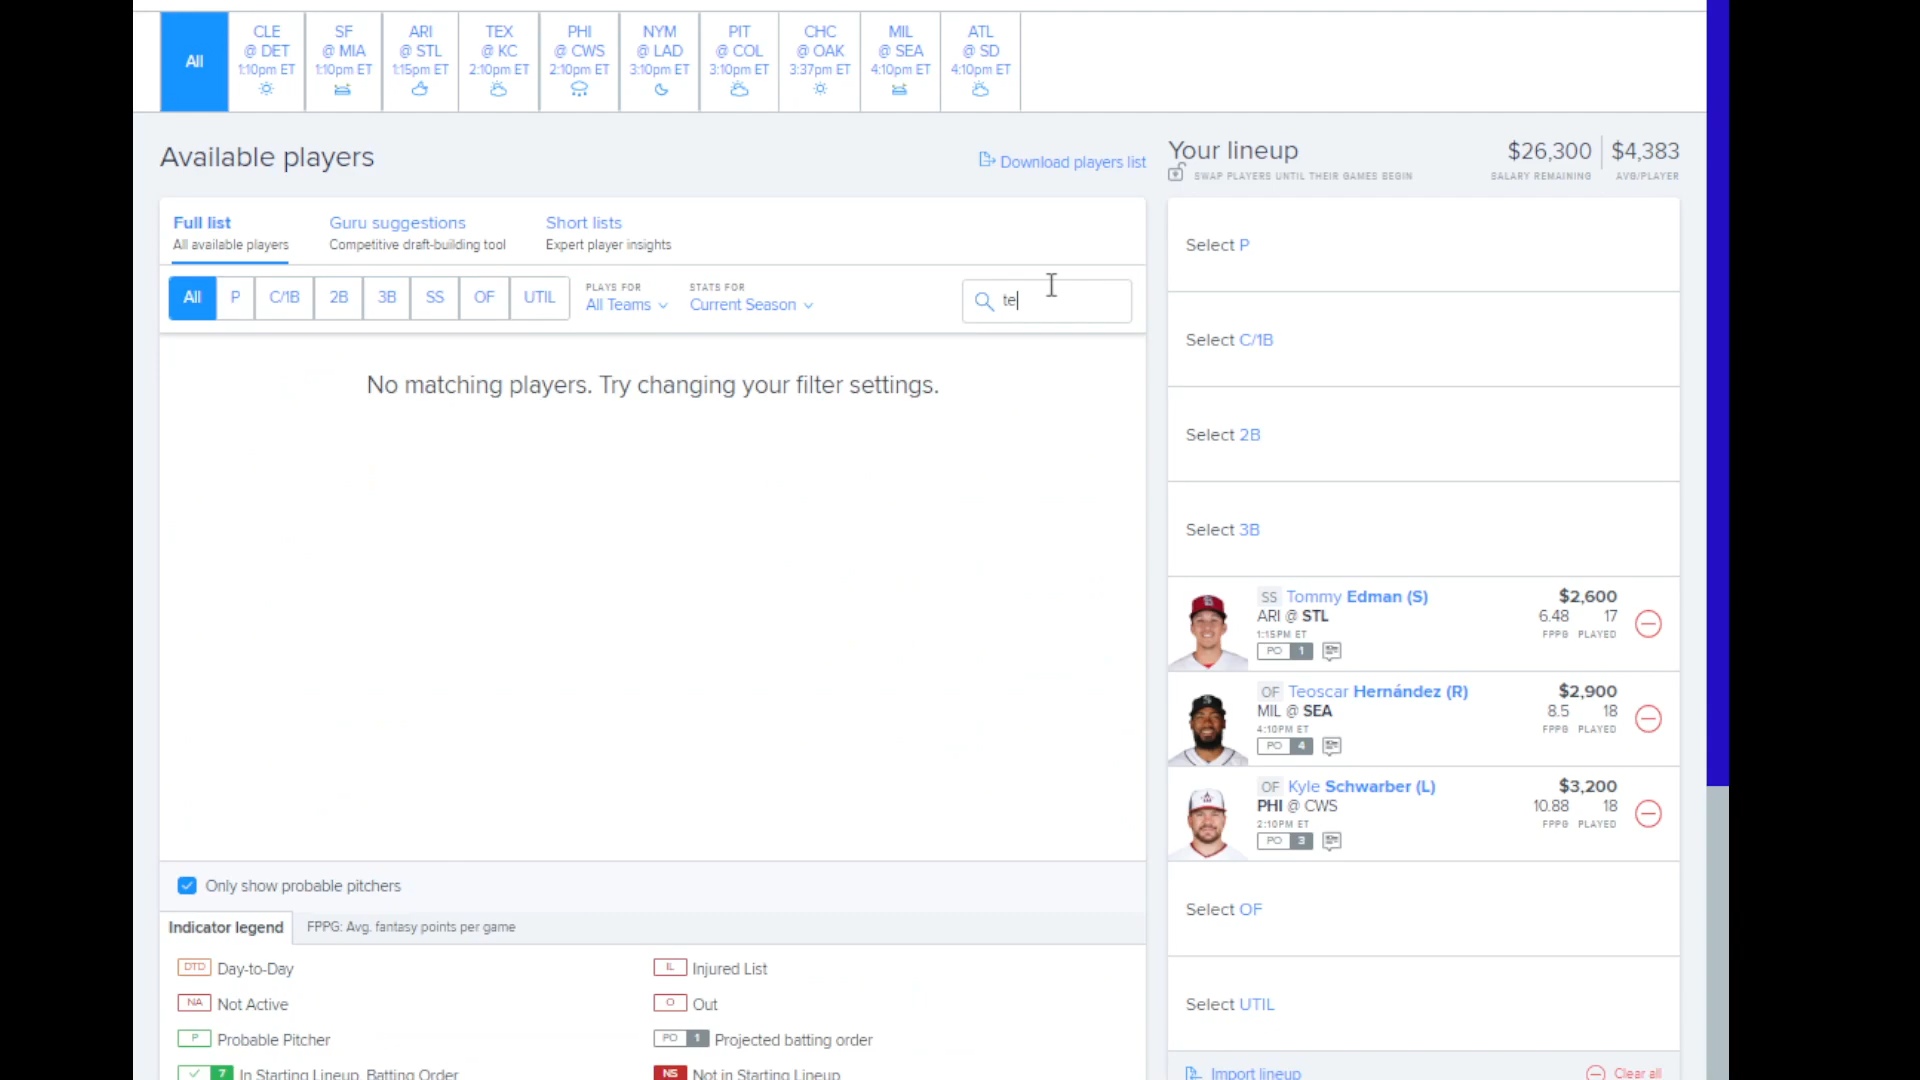 All
CLE @ DET 1:10pm ET
SF @ MIA 1:10pm ET
ARI @ STL 1:15pm ET
TEX @ KC 2:10pm ET
PHI @ CWS 2:10pm ET
NYM @ LAD 3:10pm ET
PIT @ COL 3:10pm ET
CHC @ OAK 3:37pm ET
MIL @ SEA 4:10pm ET
ATL @ SD 4:10pm ET
Available players
Download players list
Full list
All available players
Guru suggestions
Competitive draft-building tool
Short lists
Expert player insights
All P C/1B 2B 3B SS OF UTIL
PLAYS FOR
All Teams
STATS FOR
Current Season
te
No matching players. Try changing your filter settings.
Only show probable pitchers
Indicator legend
FPPG: Avg. fantasy points per game
DTD Day-to-Day
IL Injured List
NA Not Active
O Out
P Probable Pitcher
PO 1 Projected batting order
7 In Starting Lineup, Batting Order
NS Not in Starting Lineup
Your lineup
SWAP PLAYERS UNTIL THEIR GAMES BEGIN
$26,300
SALARY REMAINING
$4,383
AVG/PLAYER
Select P
Select C/1B
Select 2B
Select 3B
SS Tommy Edman (S) $2,600
ARI @ STL 6.48 17
1:15PM ET FPPG PLAYED
PO 1
OF Teoscar Hernández (R) $2,900
MIL @ SEA 8.5 18
4:10PM ET FPPG PLAYED
PO 4
OF Kyle Schwarber (L) $3,200
PHI @ CWS 10.88 18
2:10PM ET FPPG PLAYED
PO 3
Select OF
Select UTIL
Import lineup
Clear all